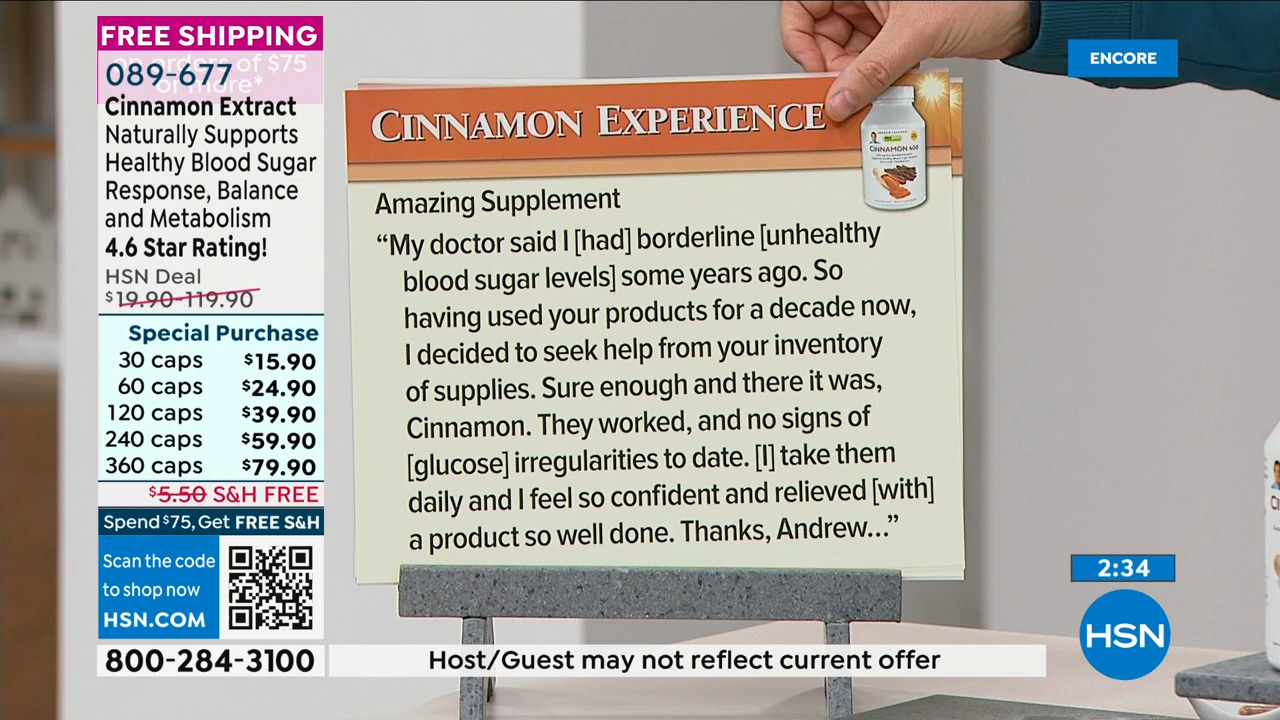 FREE SHIPPING
on orders of $75
or more*
089-677
Cinnamon Extract
Naturally Supports
Healthy Blood Sugar
Response, Balance
and Metabolism
4.6 Star Rating!
HSN Deal
$19.90-119.90
Special Purchase
30 caps $15.90
60 caps $24.90
120 caps $39.90
240 caps $59.90
360 caps $79.90
$5.50 S&H FREE
Spend $75, Get FREE S&H
Scan the code
to shop now
HSN.COM
800-284-3100
CINNAMON EXPERIENCE
CINNAMON 400
Amazing Supplement
“My doctor said I [had] borderline [unhealthy
blood sugar levels] some years ago. So
having used your products for a decade now,
I decided to seek help from your inventory
of supplies. Sure enough and there it was,
Cinnamon. They worked, and no signs of
[glucose] irregularities to date. [I] take them
daily and I feel so confident and relieved [with]
a product so well done. Thanks, Andrew...”
ENCORE
2:34
HSN
Host/Guest may not reflect current offer